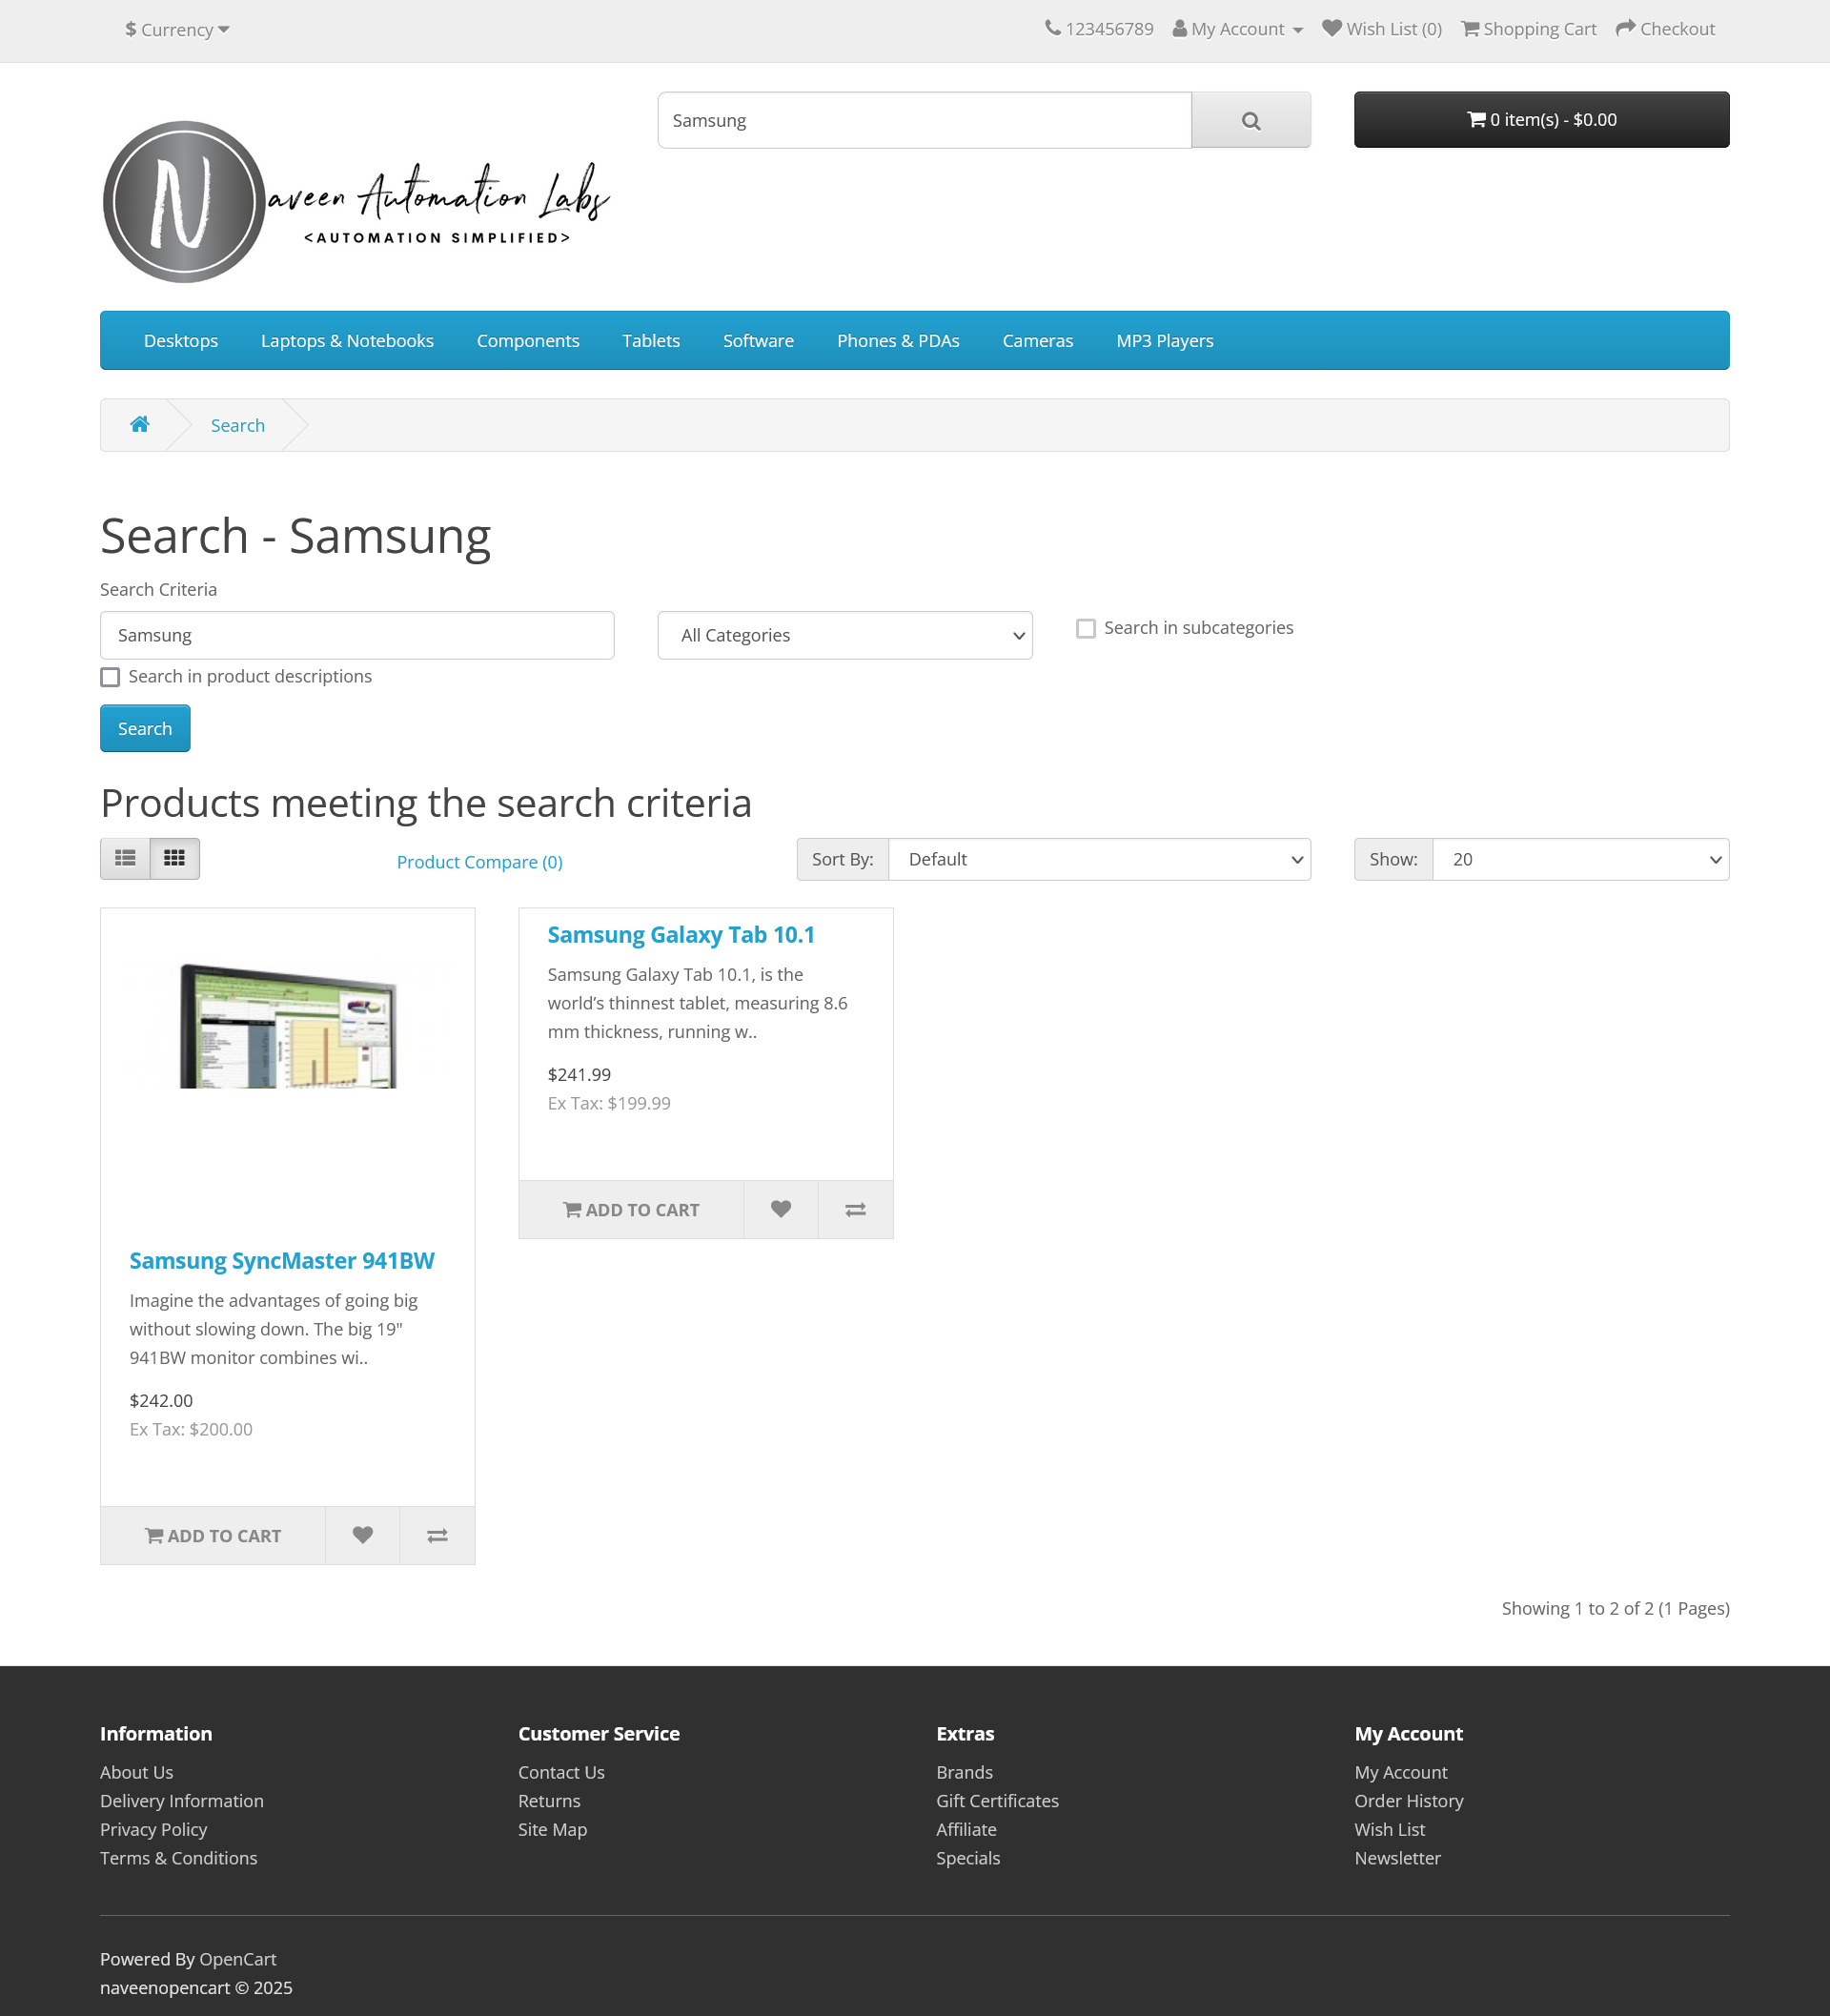 $ Currency
123456789 My Account Wish List (0) Shopping Cart Checkout
Samsung
0 item(s) - $0.00
N
aveen Automation Labs
<AUTOMATION SIMPLIFIED>
Desktops Laptops & Notebooks Components Tablets Software Phones & PDAs Cameras MP3 Players
Search
Search - Samsung
Search Criteria
Samsung
All Categories
Search in subcategories
Search in product descriptions
Search
Products meeting the search criteria
Product Compare (0)
Sort By: Default
Show: 20
Samsung SyncMaster 941BW
Imagine the advantages of going big
without slowing down. The big 19"
941BW monitor combines wi..
$242.00
Ex Tax: $200.00
ADD TO CART
Samsung Galaxy Tab 10.1
Samsung Galaxy Tab 10.1, is the
world’s thinnest tablet, measuring 8.6
mm thickness, running w..
$241.99
Ex Tax: $199.99
ADD TO CART
Showing 1 to 2 of 2 (1 Pages)
Information
About Us
Delivery Information
Privacy Policy
Terms & Conditions
Customer Service
Contact Us
Returns
Site Map
Extras
Brands
Gift Certificates
Affiliate
Specials
My Account
My Account
Order History
Wish List
Newsletter
Powered By OpenCart
naveenopencart © 2025